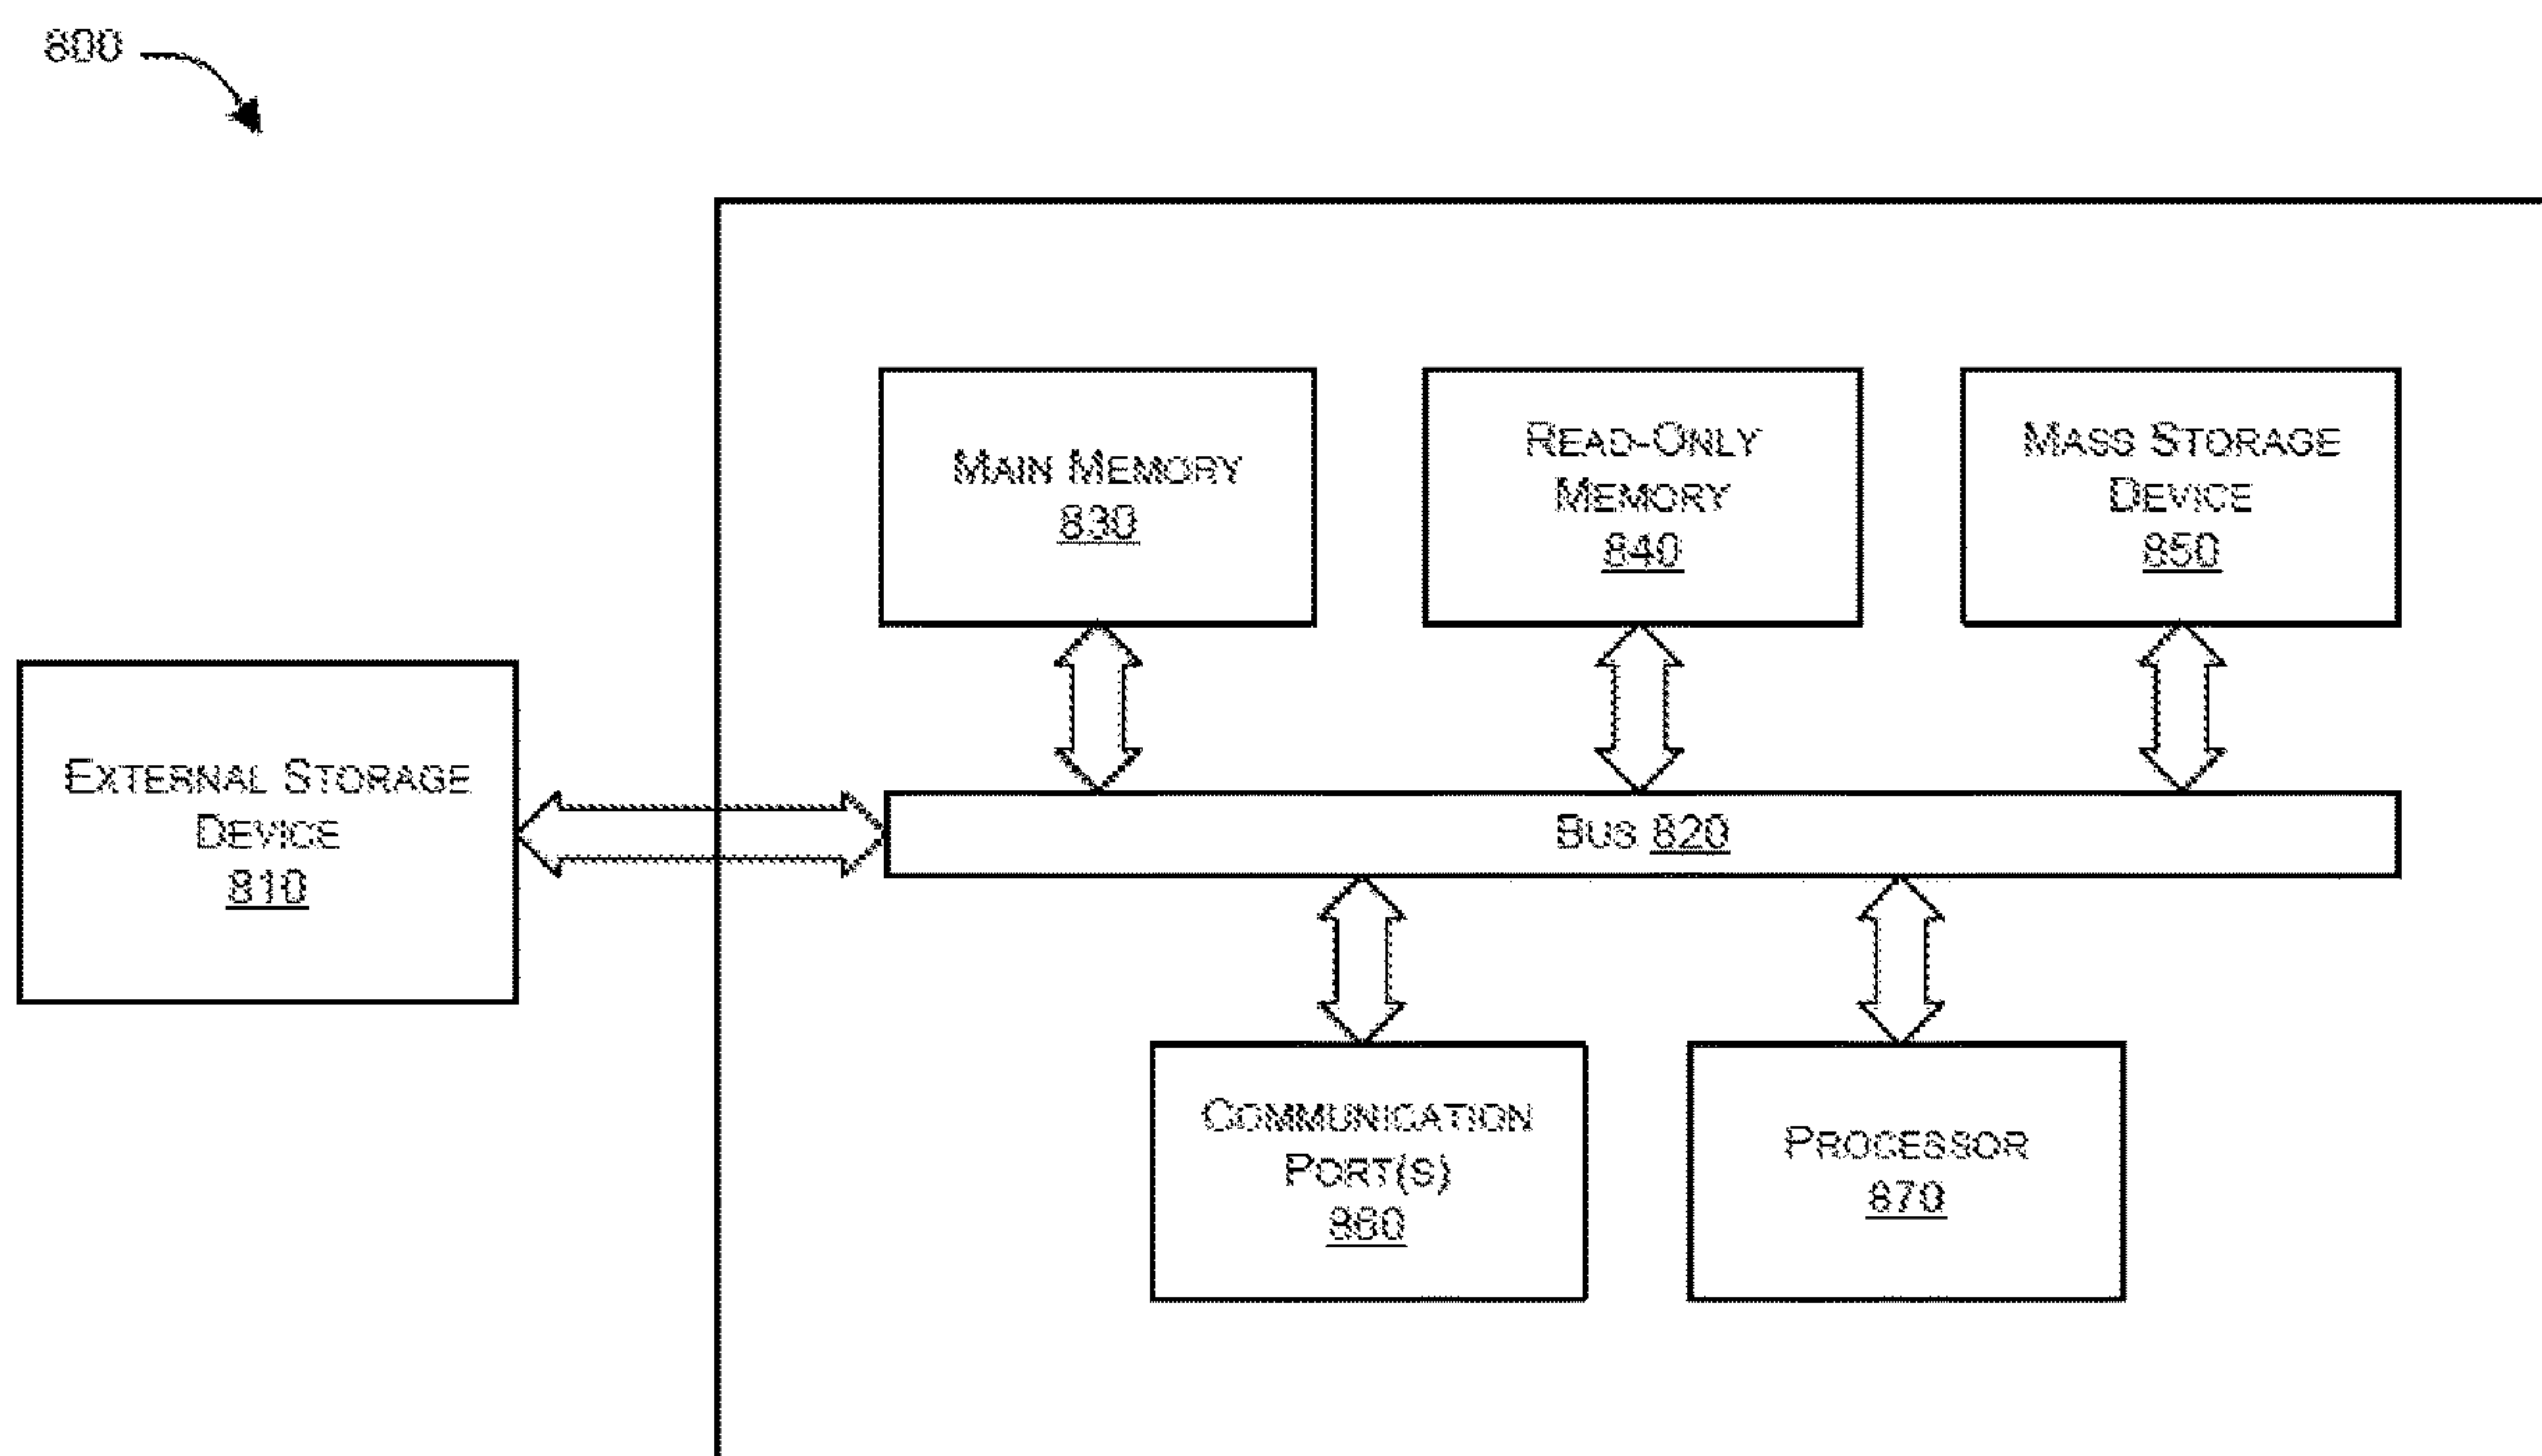 800
MAIN MEMORY
830
READ-ONLY
MEMORY
840
MASS STORAGE
DEVICE
850
EXTERNAL STORAGE
DEVICE
810
BUS 820
COMMUNICATION
PORT(S)
860
PROCESSOR
870